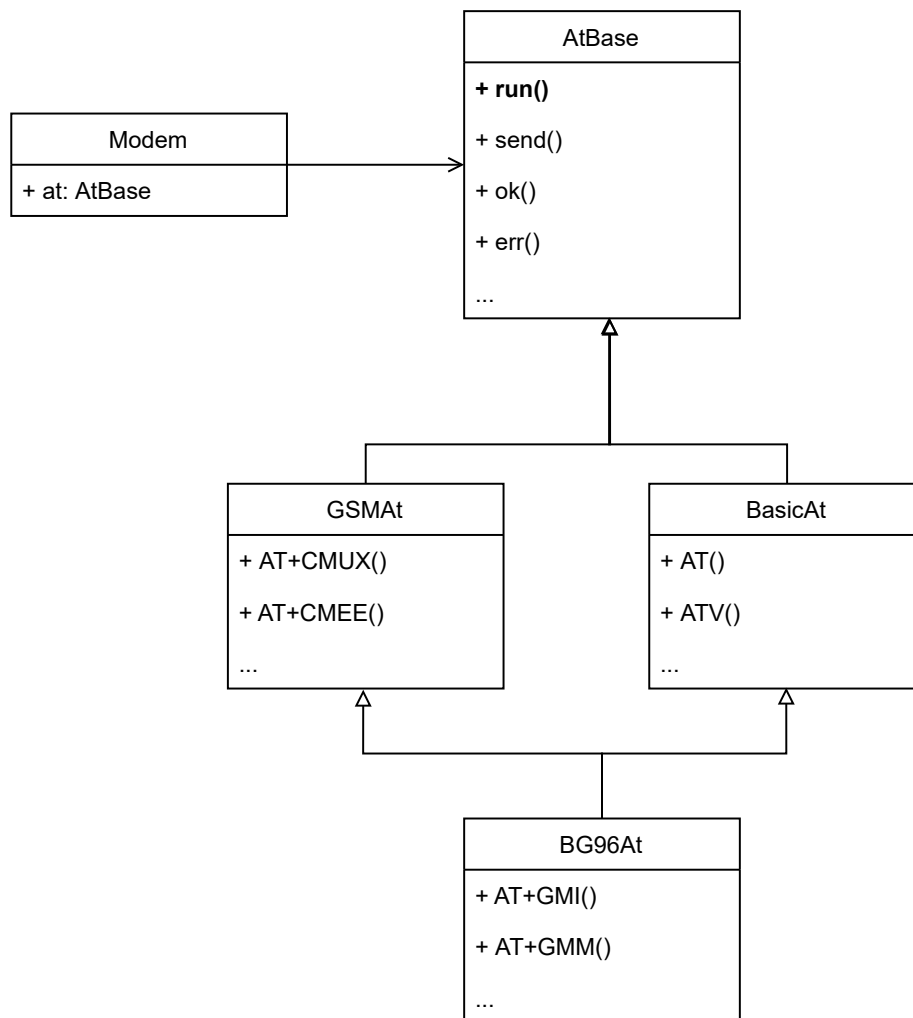 AtBase
+ run()
+ send()
+ ok()
+ err()
...
Modem
+ at: AtBase
GSMAt
+ AT+CMUX()
+ AT+CMEE()
...
BasicAt
+ AT()
+ ATV()
...
BG96At
+ AT+GMI()
+ AT+GMM()
...